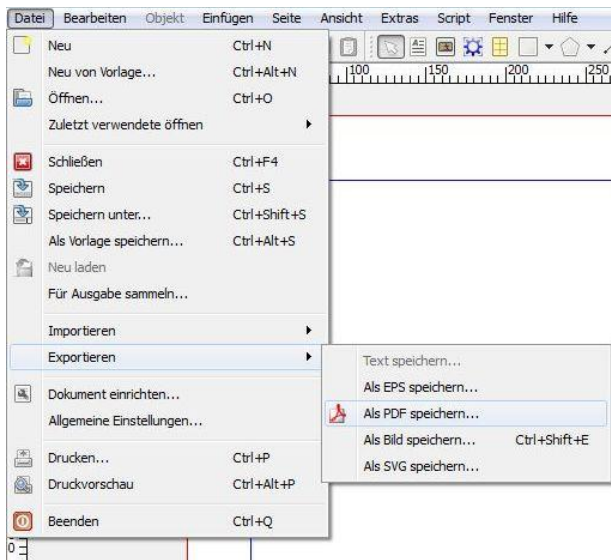 Datei Bearbeiten Objekt Einfügen Seite Ansicht Extras Script Fenster Hilfe
Neu Ctrl+N
Neu von Vorlage... Ctrl+Alt+N
Öffnen... Ctrl+O
Zuletzt verwendete öffnen
Schließen Ctrl+F4
Speichern Ctrl+S
Speichern unter... Ctrl+Shift+S
Als Vorlage speichern... Ctrl+Alt+S
Neu laden
Für Ausgabe sammeln...
Importieren
Exportieren
Dokument einrichten...
Allgemeine Einstellungen...
Drucken... Ctrl+P
Druckvorschau Ctrl+Alt+P
Beenden Ctrl+Q
100 150 200 250
Text speichern...
Als EPS speichern...
Als PDF speichern...
Als Bild speichern... Ctrl+Shift+E
Als SVG speichern...
0